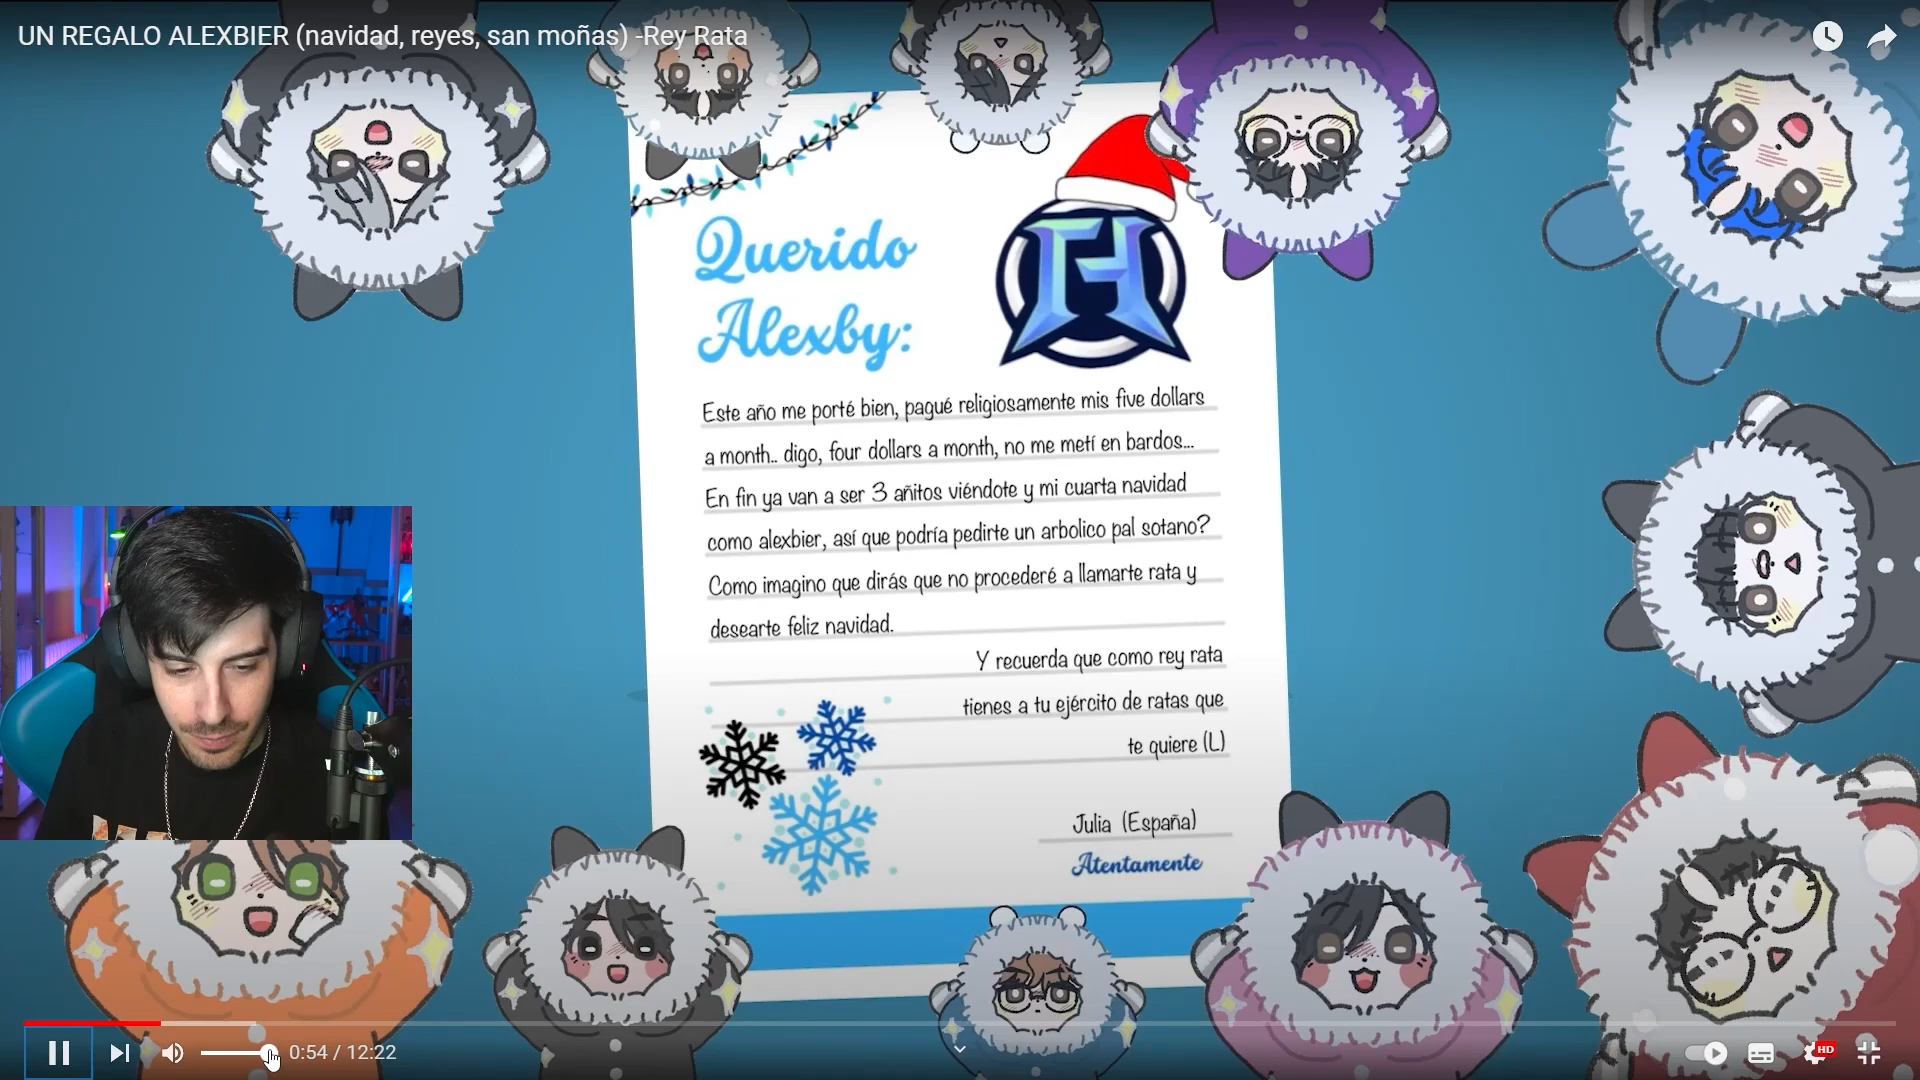 UN REGALO ALEXBIER (navidad, reyes, san moñas) -Rey Rata
Querido
Alexby:
Este año me porté bien, pagué religiosamente mis five dollars
a month.. digo, four dollars a month, no me metí en bardos...
En fin ya van a ser 3 añitos viéndote y mi cuarta navidad
como alexbier, así que podría pedirte un arbolico pal sotano?
Como imagino que dirás que no procederé a llamarte rata y
desearte feliz navidad.
Y recuerda que como rey rata
tienes a tu ejército de ratas que
te quiere (L)
Julia (España)
Atentamente
0:54 / 12:22
HD